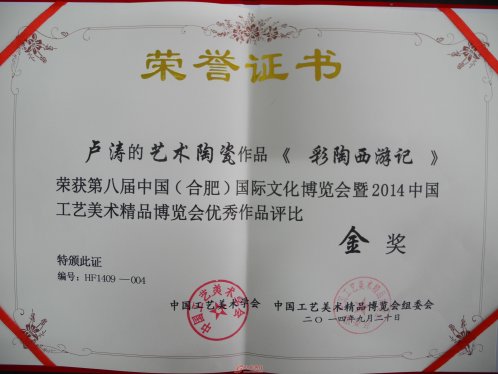 荣誉证书
卢涛的艺术陶瓷作品《 彩陶西游记 》
荣获第八届中国(合肥)国际文化博览会暨2014中国
工艺美术精品博览会优秀作品评比
金奖
特颁此证
编号:HF1409—004
中国工艺美术学会 中国工艺美术精品博览会组委会
二〇一四年九月二十日